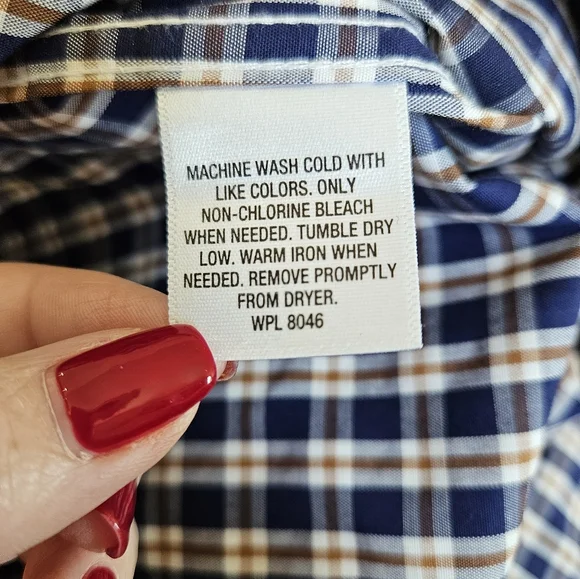 MACHINE WASH COLD WITH
LIKE COLORS. ONLY
NON-CHLORINE BLEACH
WHEN NEEDED. TUMBLE DRY
LOW. WARM IRON WHEN
NEEDED. REMOVE PROMPTLY
FROM DRYER.
WPL 8046